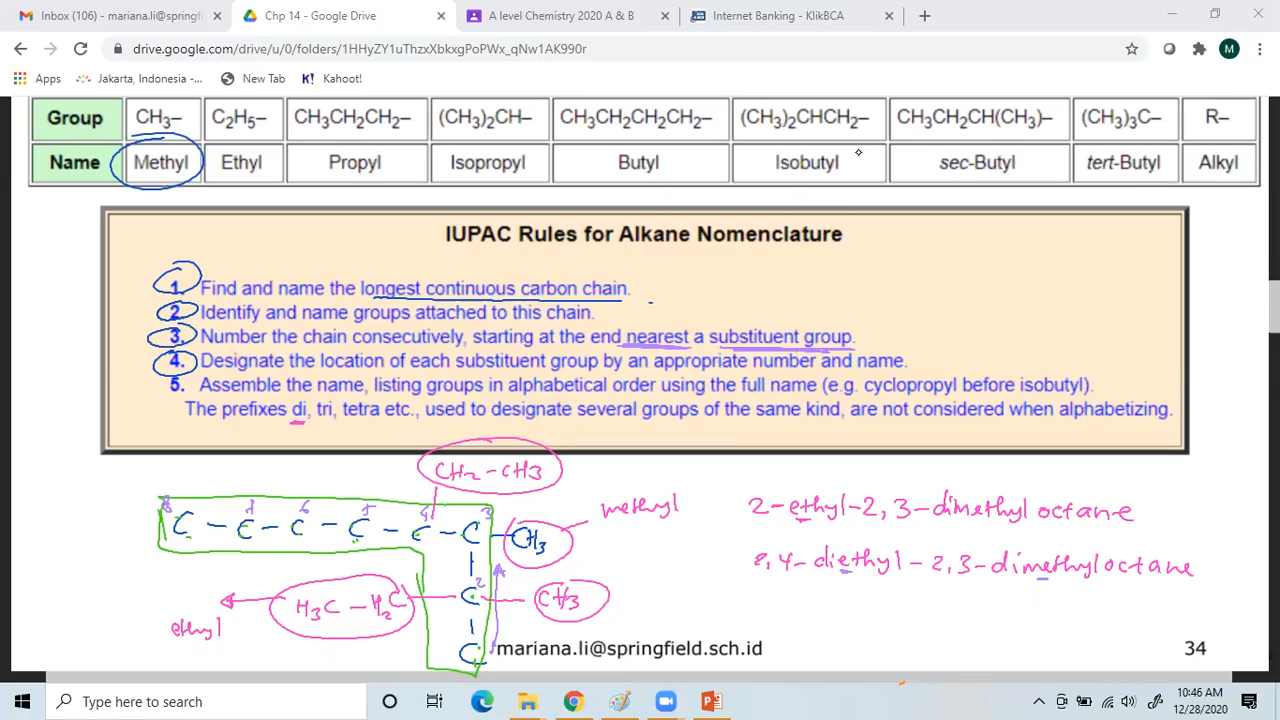 Inbox (106) - mariana.li@springf
Chp 14 - Google Drive
A level Chemistry 2020 A & B
Internet Banking - KlikBCA
drive.google.com/drive/u/0/folders/1HHyZY1uThzxXbkxgPoPWx_qNw1AK990r
M
Apps
Jakarta, Indonesia -...
New Tab
K! Kahoot!
Group CH3– C2H5– CH3CH2CH2– (CH3)2CH– CH3CH2CH2CH2– (CH3)2CHCH2– CH3CH2CH(CH3)– (CH3)3C– R–
Name Methyl Ethyl Propyl Isopropyl Butyl Isobutyl sec-Butyl tert-Butyl Alkyl
IUPAC Rules for Alkane Nomenclature
1. Find and name the longest continuous carbon chain.
2. Identify and name groups attached to this chain.
3. Number the chain consecutively, starting at the end nearest a substituent group.
4. Designate the location of each substituent group by an appropriate number and name.
5. Assemble the name, listing groups in alphabetical order using the full name (e.g. cyclopropyl before isobutyl).
The prefixes di, tri, tetra etc., used to designate several groups of the same kind, are not considered when alphabetizing.
CH2-CH3
methyl
2-ethyl-2,3-dimethyl octane
8 7 6 5 4 3
C - C - C - C - C - C - CH3
2,4-diethyl-2,3-dimethyloctane
2
H3C - H2C C CH3
ethyl
C
mariana.li@springfield.sch.id
34
Type here to search
10:46 AM
12/28/2020